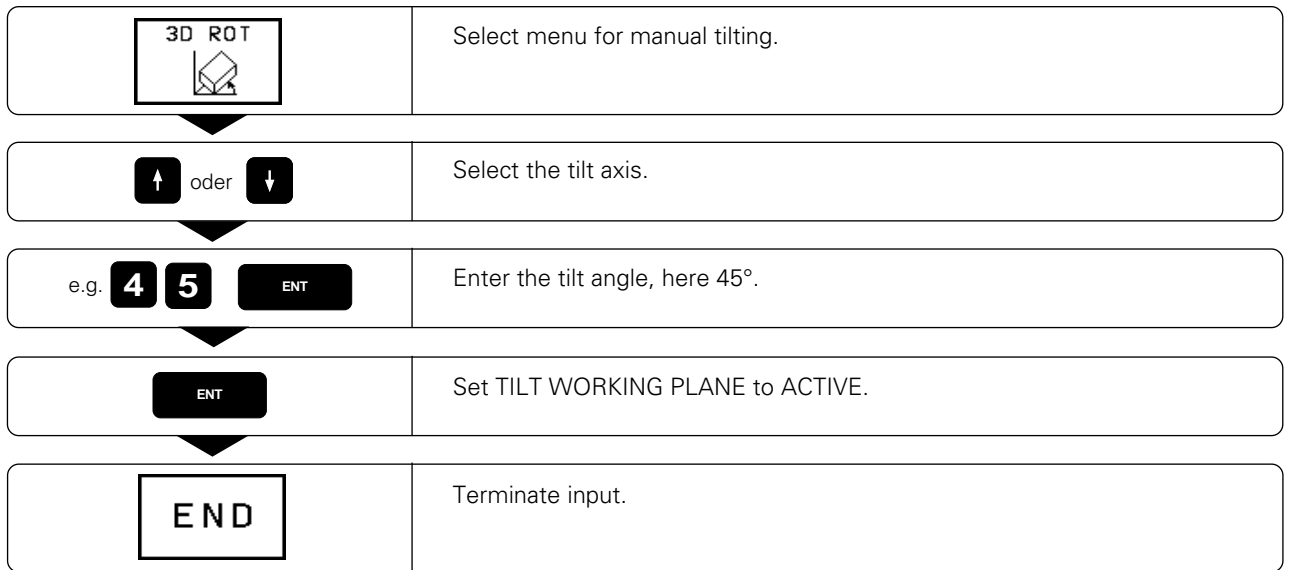 3D ROT
Select menu for manual tilting.
oder
Select the tilt axis.
e.g. 4 5 ENT
Enter the tilt angle, here 45°.
ENT
Set TILT WORKING PLANE to ACTIVE.
END
Terminate input.